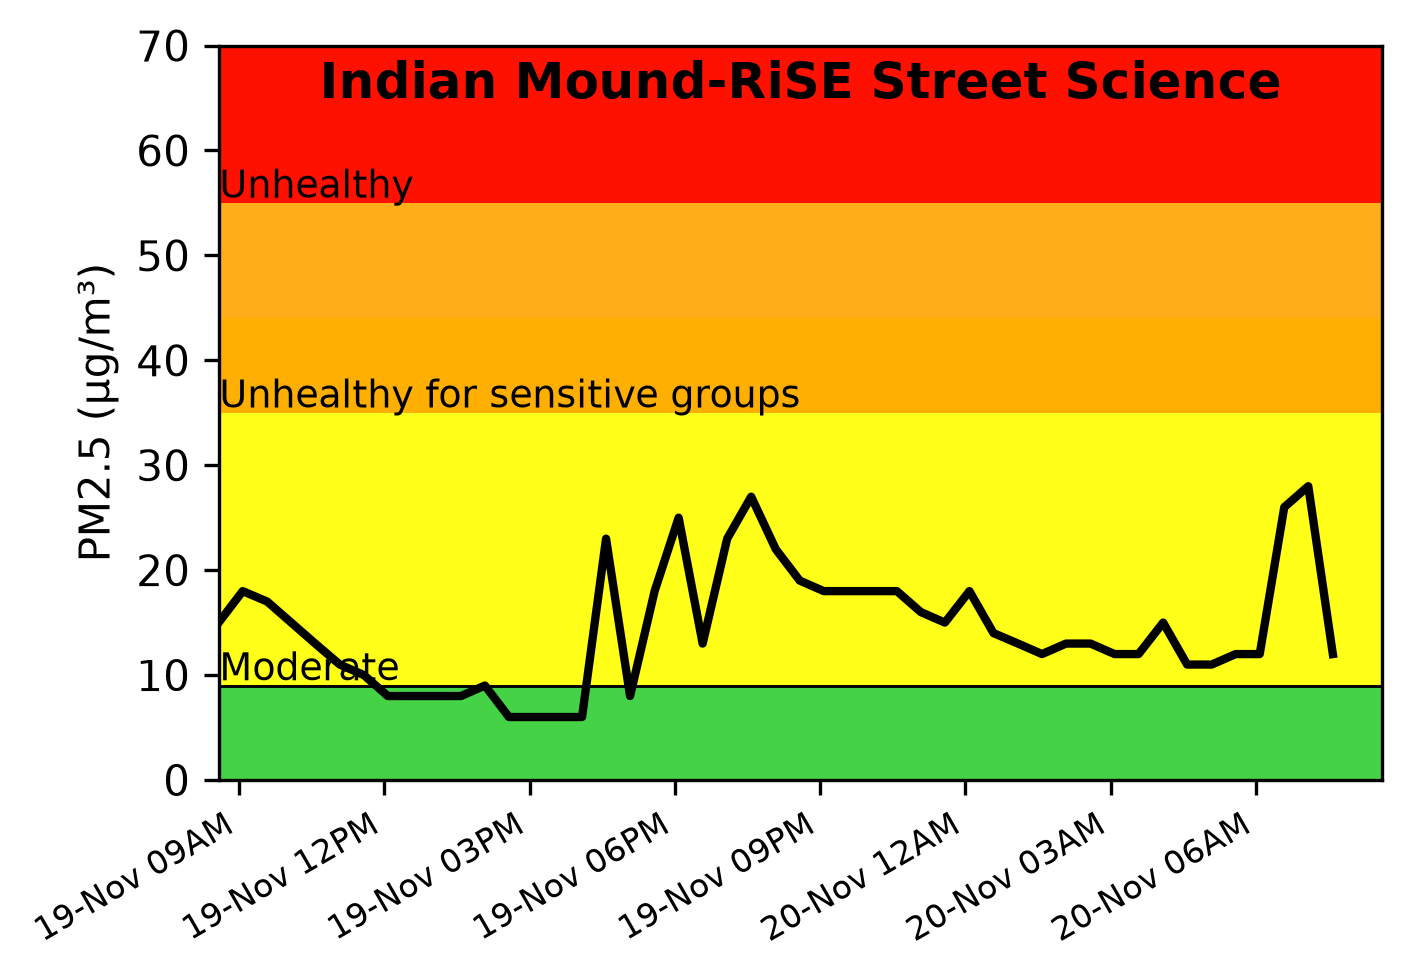 Indian Mound-RiSE Street Science
PM2.5 (µg/m³)
70
60
Unhealthy
50
40
Unhealthy for sensitive groups
30
20
Moderate
10
0
19-Nov 09AM
19-Nov 12PM
19-Nov 03PM
19-Nov 06PM
19-Nov 09PM
20-Nov 12AM
20-Nov 03AM
20-Nov 06AM